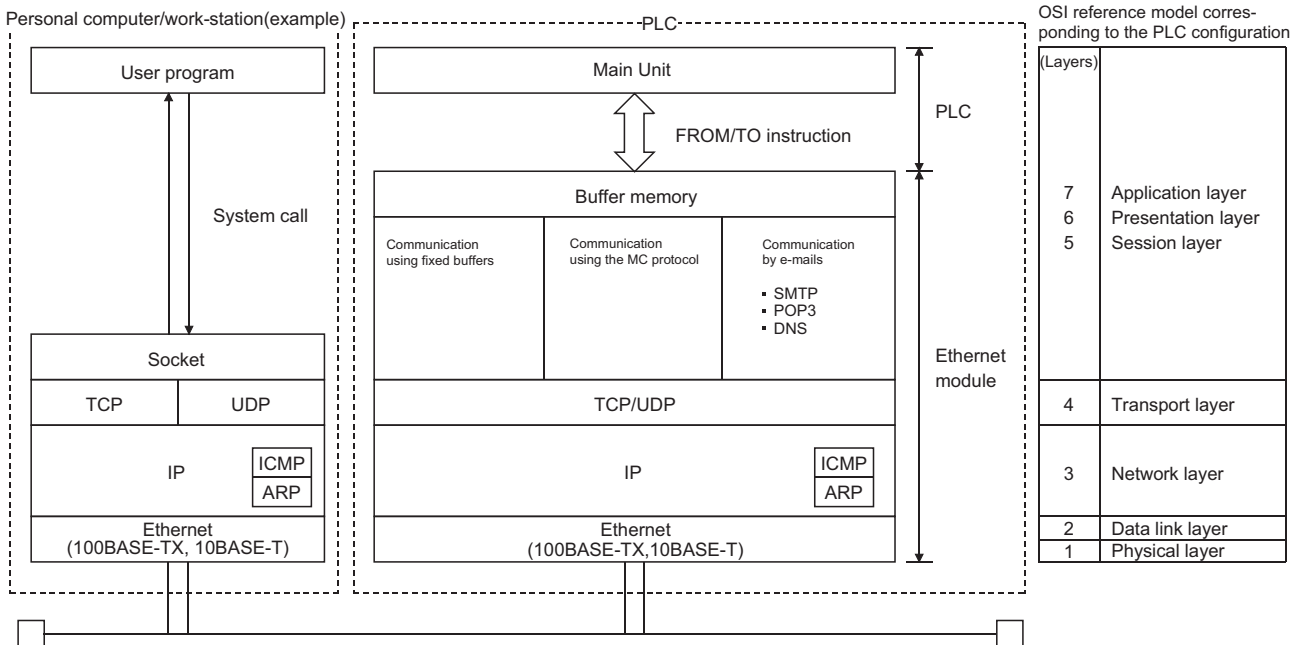 Personal computer/work-station(example)
User program
System call
Socket
TCP
UDP
IP
ICMP
ARP
Ethernet
(100BASE-TX, 10BASE-T)
PLC
Main Unit
FROM/TO instruction
PLC
Buffer memory
Communication
using fixed buffers
Communication
using the MC protocol
Communication
by e-mails
▪ SMTP
▪ POP3
▪ DNS
Ethernet
module
TCP/UDP
IP
ICMP
ARP
Ethernet
(100BASE-TX,10BASE-T)
OSI reference model corres-
ponding to the PLC configuration
(Layers)
7 Application layer
6 Presentation layer
5 Session layer
4 Transport layer
3 Network layer
2 Data link layer
1 Physical layer